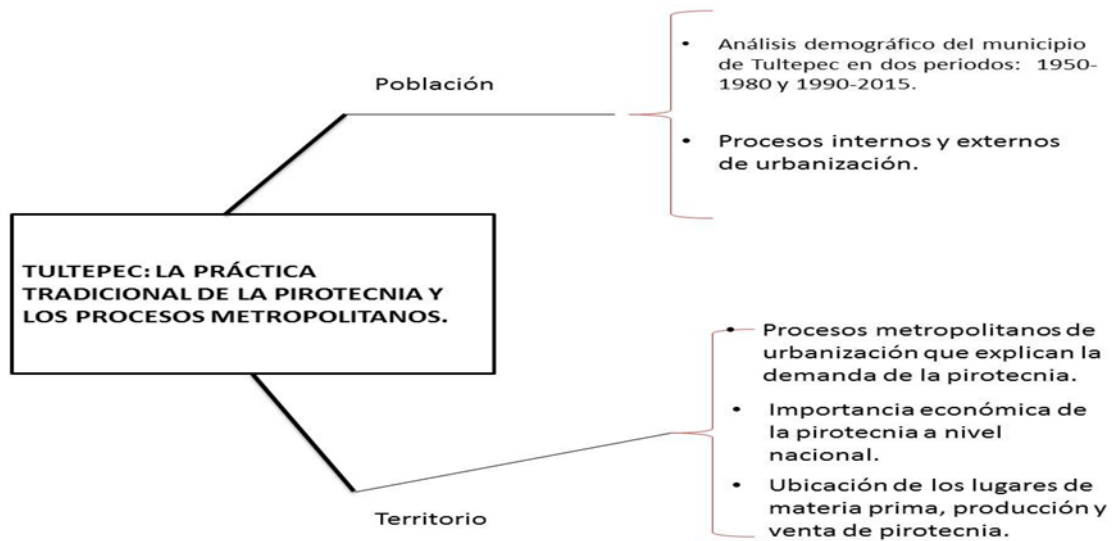 Población
• Análisis demográfico del municipio
de Tultepec en dos periodos: 1950-
1980 y 1990-2015.
• Procesos internos y externos
de urbanización.
TULTEPEC: LA PRÁCTICA
TRADICIONAL DE LA PIROTECNIA Y
LOS PROCESOS METROPOLITANOS.
• Procesos metropolitanos de
urbanización que explican la
demanda de la pirotecnia.
• Importancia económica de
la pirotecnia a nivel
nacional.
• Ubicación de los lugares de
materia prima, producción y
venta de pirotecnia.
Territorio